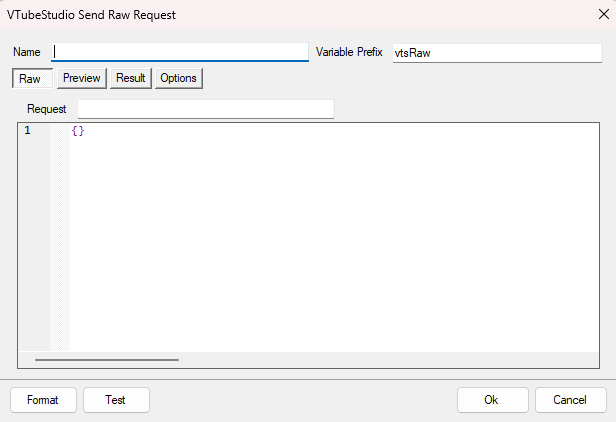 VTubeStudio Send Raw Request
Name Variable Prefix vtsRaw
Raw Preview Result Options
Request
1 {}
Format Test Ok Cancel